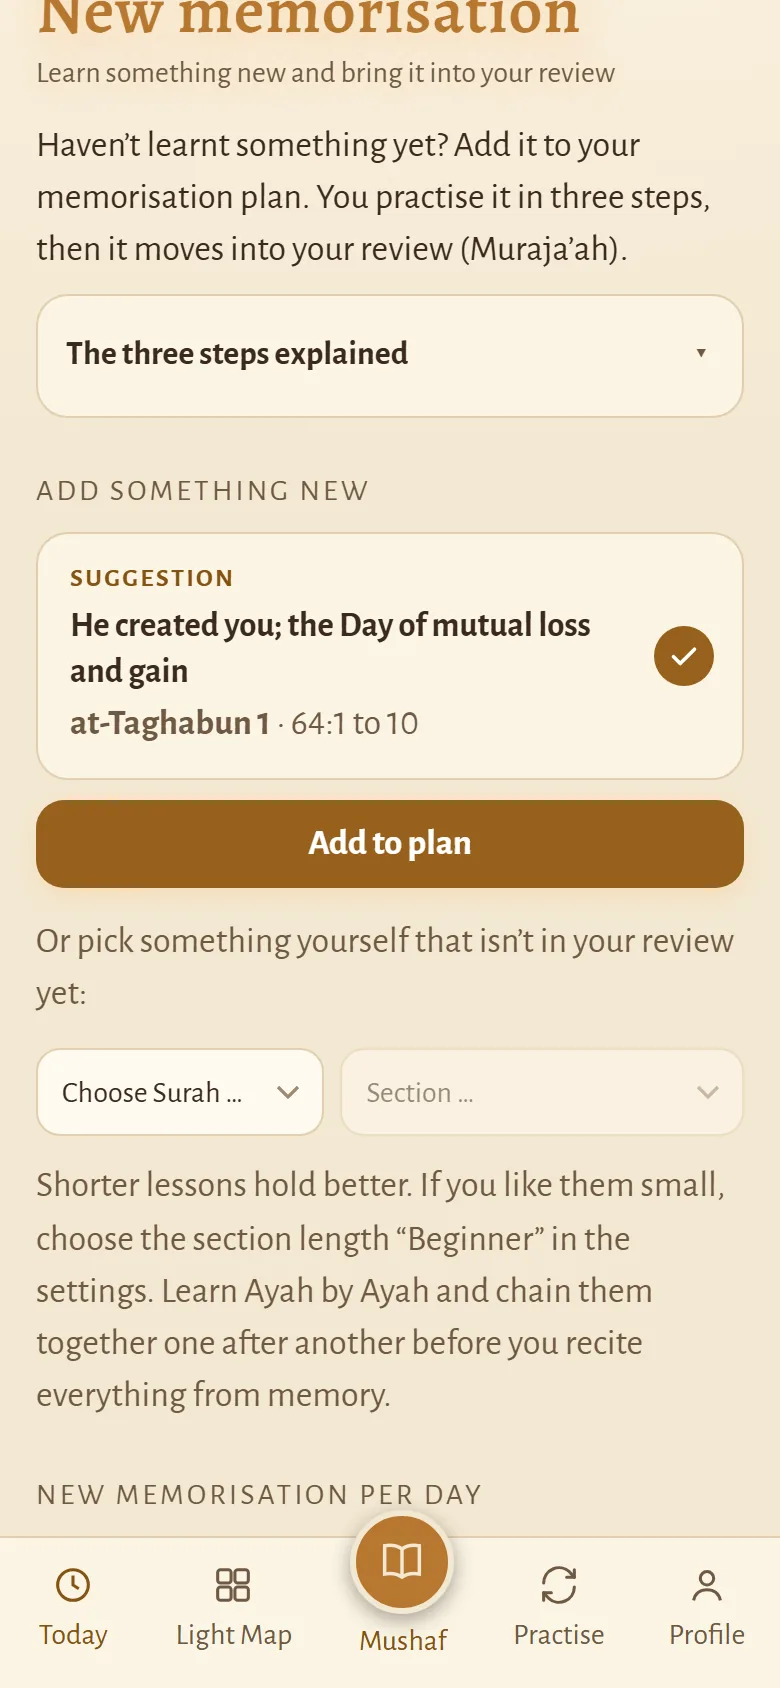 New memorisation
Learn something new and bring it into your review
Haven’t learnt something yet? Add it to your
memorisation plan. You practise it in three steps,
then it moves into your review (Muraja’ah).
The three steps explained
ADD SOMETHING NEW
SUGGESTION
He created you; the Day of mutual loss
and gain
at-Taghabun 1 · 64:1 to 10
Add to plan
Or pick something yourself that isn’t in your review
yet:
Choose Surah ...
Section ...
Shorter lessons hold better. If you like them small,
choose the section length “Beginner” in the
settings. Learn Ayah by Ayah and chain them
together one after another before you recite
everything from memory.
NEW MEMORISATION PER DAY
Today
Light Map
Mushaf
Practise
Profile